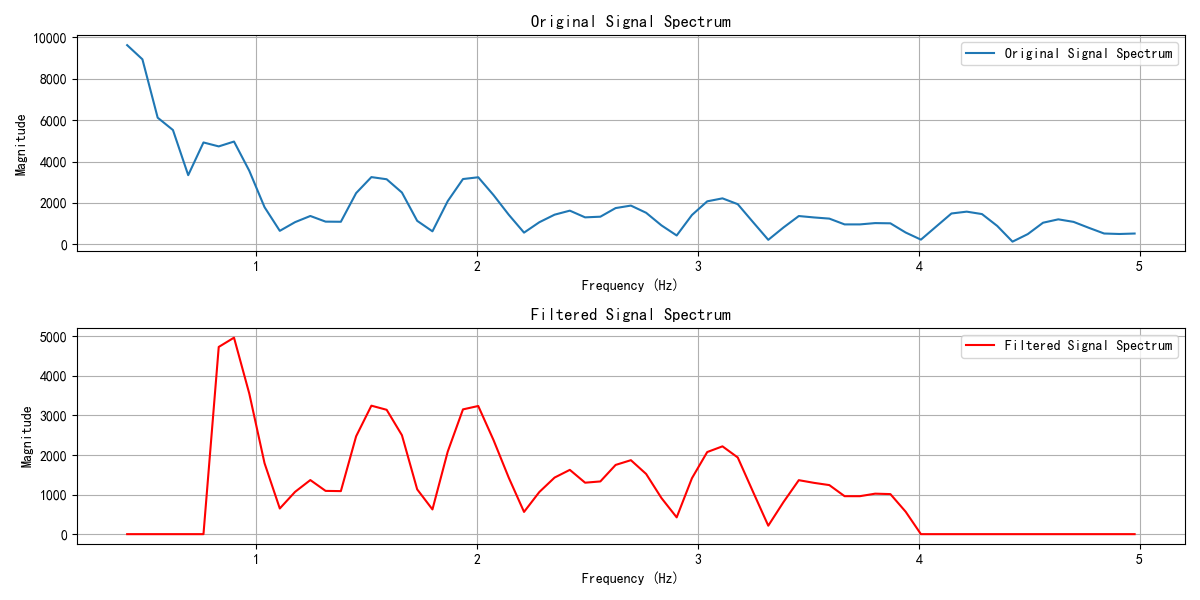 Original Signal Spectrum
10000
8000
6000
4000
2000
0
Magnitude
Original Signal Spectrum
1 2 3 4 5
Frequency (Hz)
Filtered Signal Spectrum
5000
4000
3000
2000
1000
0
Magnitude
Filtered Signal Spectrum
1 2 3 4 5
Frequency (Hz)